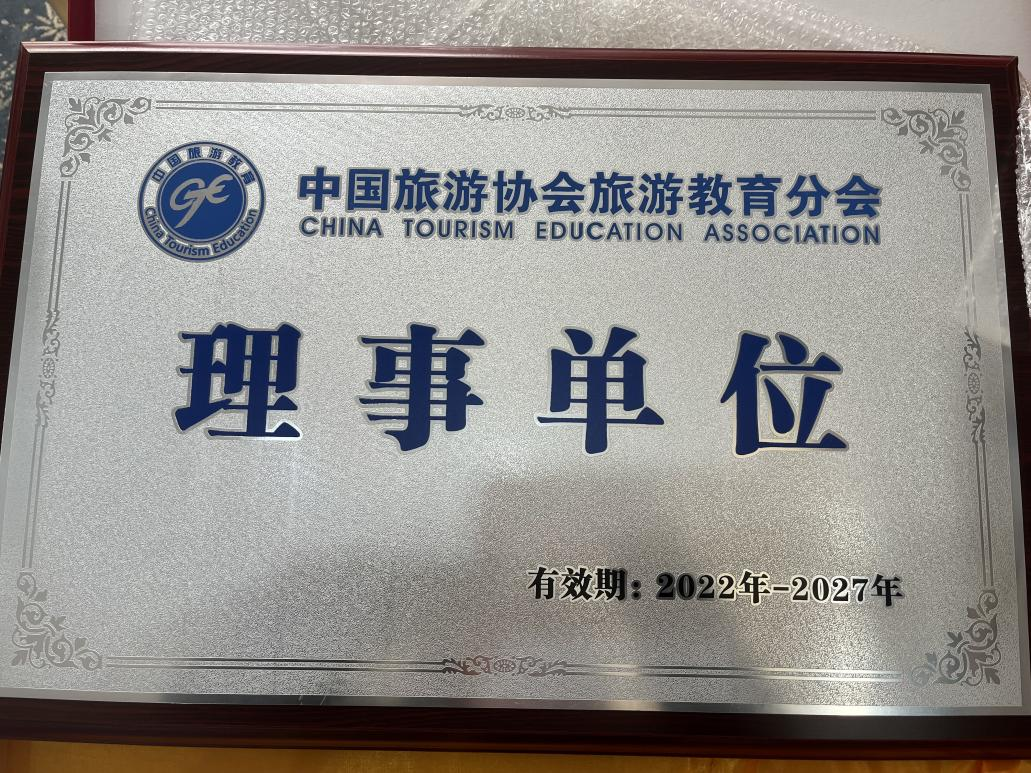 中国旅游教育
China Tourism Education
中国旅游协会旅游教育分会
CHINA TOURISM EDUCATION ASSOCIATION
理事单位
有效期：2022年-2027年